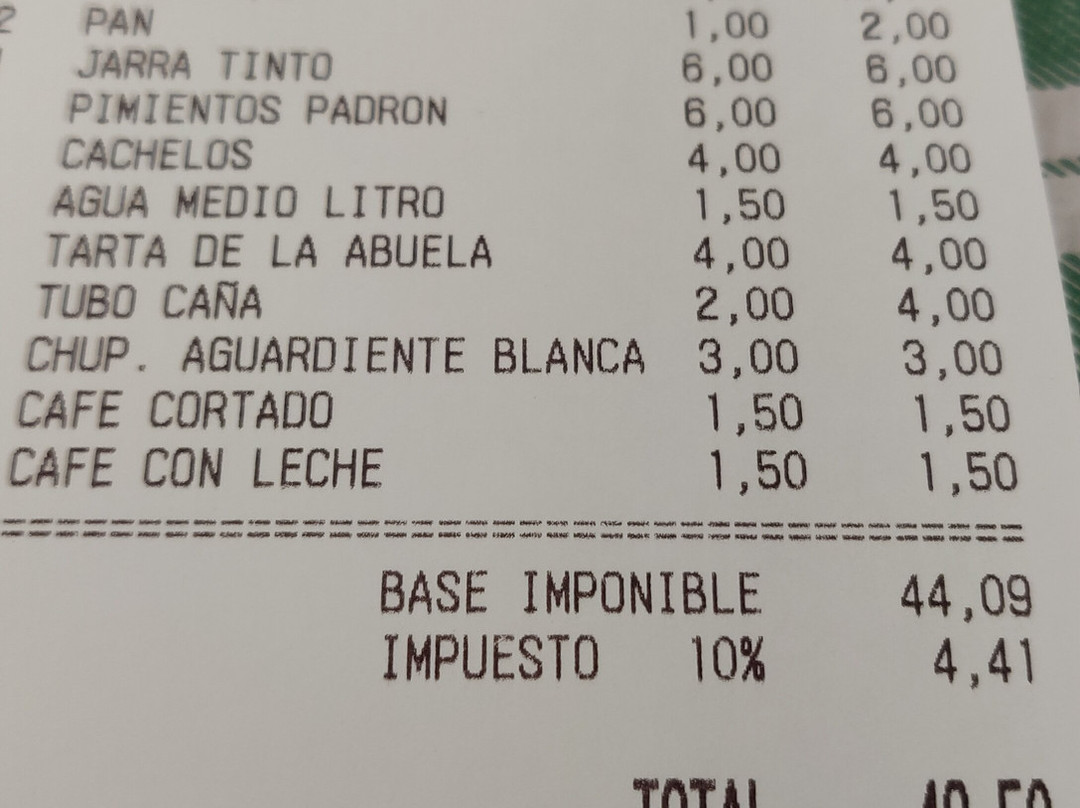 2 PAN 1,00 2,00
JARRA TINTO 6,00 6,00
PIMIENTOS PADRON 6,00 6,00
CACHELOS 4,00 4,00
AGUA MEDIO LITRO 1,50 1,50
TARTA DE LA ABUELA 4,00 4,00
TUBO CAÑA 2,00 4,00
CHUP. AGUARDIENTE BLANCA 3,00 3,00
CAFE CORTADO 1,50 1,50
CAFE CON LECHE 1,50 1,50
BASE IMPONIBLE 44,09
IMPUESTO 10% 4,41
TOTAL